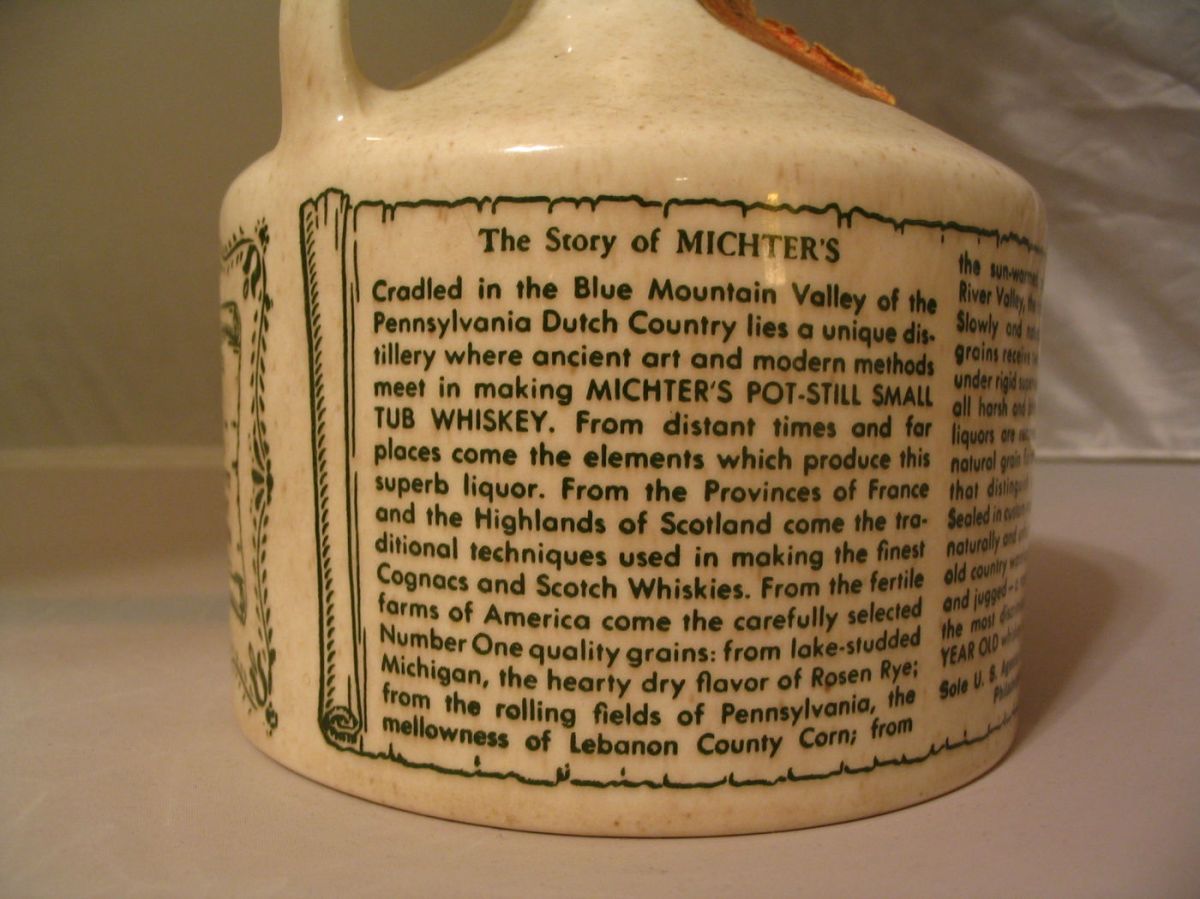 The Story of MICHTER'S
Cradled in the Blue Mountain Valley of the
Pennsylvania Dutch Country lies a unique dis-
tillery where ancient art and modern methods
meet in making MICHTER'S POT-STILL SMALL
TUB WHISKEY. From distant times and far
places come the elements which produce this
superb liquor. From the Provinces of France
and the Highlands of Scotland come the tra-
ditional techniques used in making the finest
Cognacs and Scotch Whiskies. From the fertile
farms of America come the carefully selected
Number One quality grains: from lake-studded
Michigan, the hearty dry flavor of Rosen Rye;
from the rolling fields of Pennsylvania, the
mellowness of Lebanon County Corn; from
the sun-warmed
River Valley, the
Slowly and
grains receive
under rigid
all harsh and
liquors are
natural grain
that
Sealed in
naturally and
old country
and jugged—a
the most
YEAR OLD
Sole U. S.